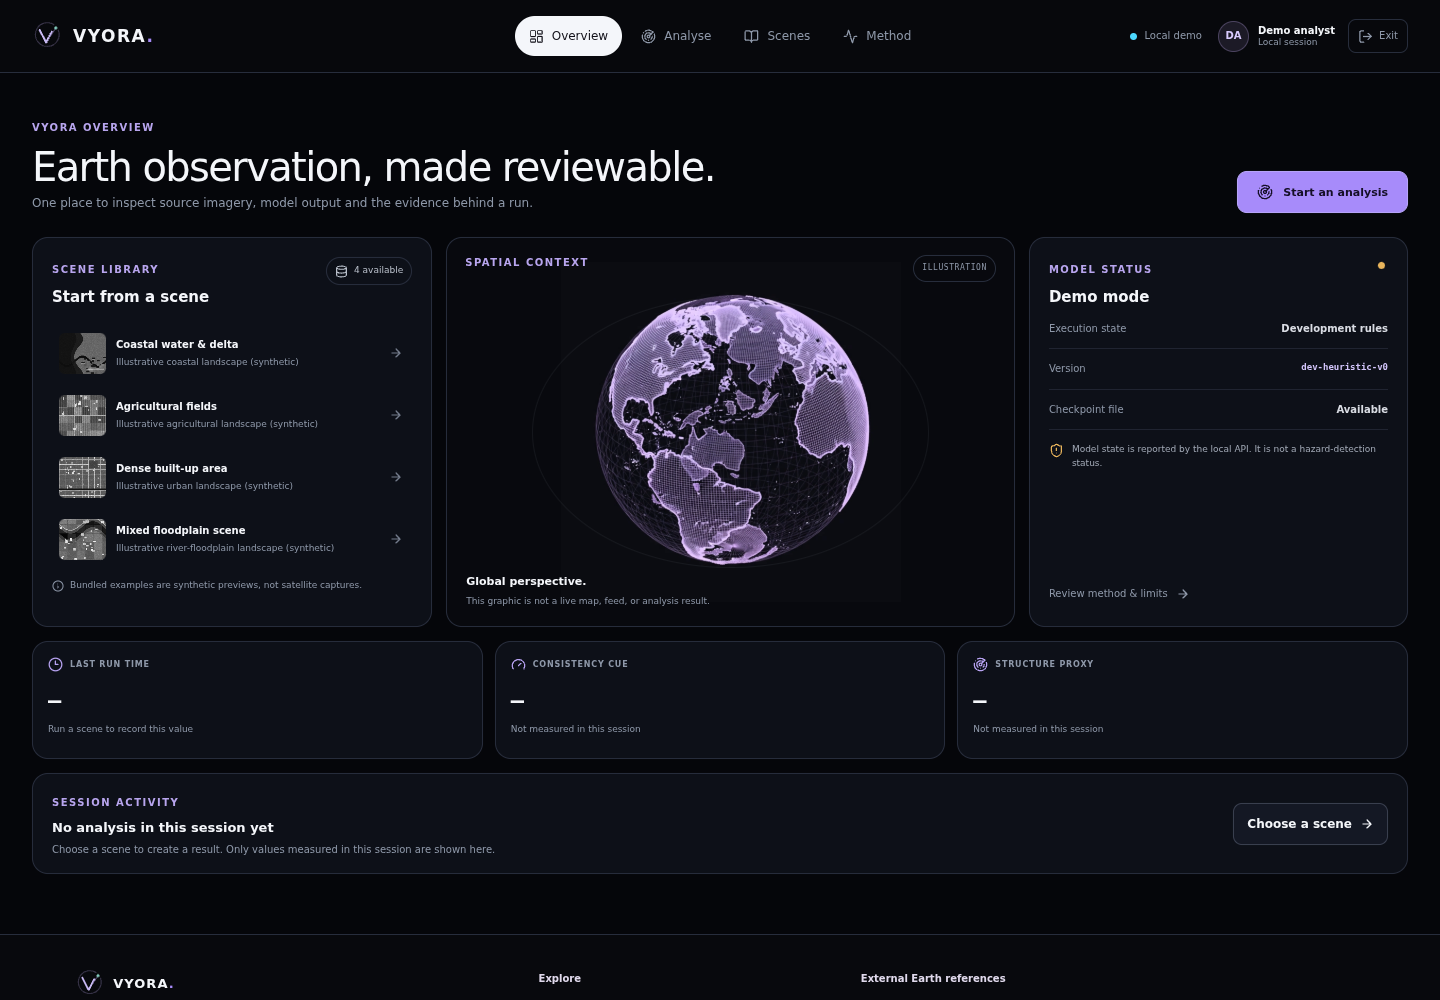 VYORA.
Overview
Analyse
Scenes
Method
Local demo
DA
Demo analyst
Local session
Exit
VYORA OVERVIEW
Earth observation, made reviewable.
One place to inspect source imagery, model output and the evidence behind a run.
Start an analysis
SCENE LIBRARY
4 available
Start from a scene
Coastal water & delta
Illustrative coastal landscape (synthetic)
Agricultural fields
Illustrative agricultural landscape (synthetic)
Dense built-up area
Illustrative urban landscape (synthetic)
Mixed floodplain scene
Illustrative river-floodplain landscape (synthetic)
Bundled examples are synthetic previews, not satellite captures.
SPATIAL CONTEXT
ILLUSTRATION
Global perspective.
This graphic is not a live map, feed, or analysis result.
MODEL STATUS
Demo mode
Execution state
Development rules
Version
dev-heuristic-v0
Checkpoint file
Available
Model state is reported by the local API. It is not a hazard-detection
status.
Review method & limits
LAST RUN TIME
—
Run a scene to record this value
CONSISTENCY CUE
—
Not measured in this session
STRUCTURE PROXY
—
Not measured in this session
SESSION ACTIVITY
No analysis in this session yet
Choose a scene to create a result. Only values measured in this session are shown here.
Choose a scene
VYORA.
Explore
External Earth references